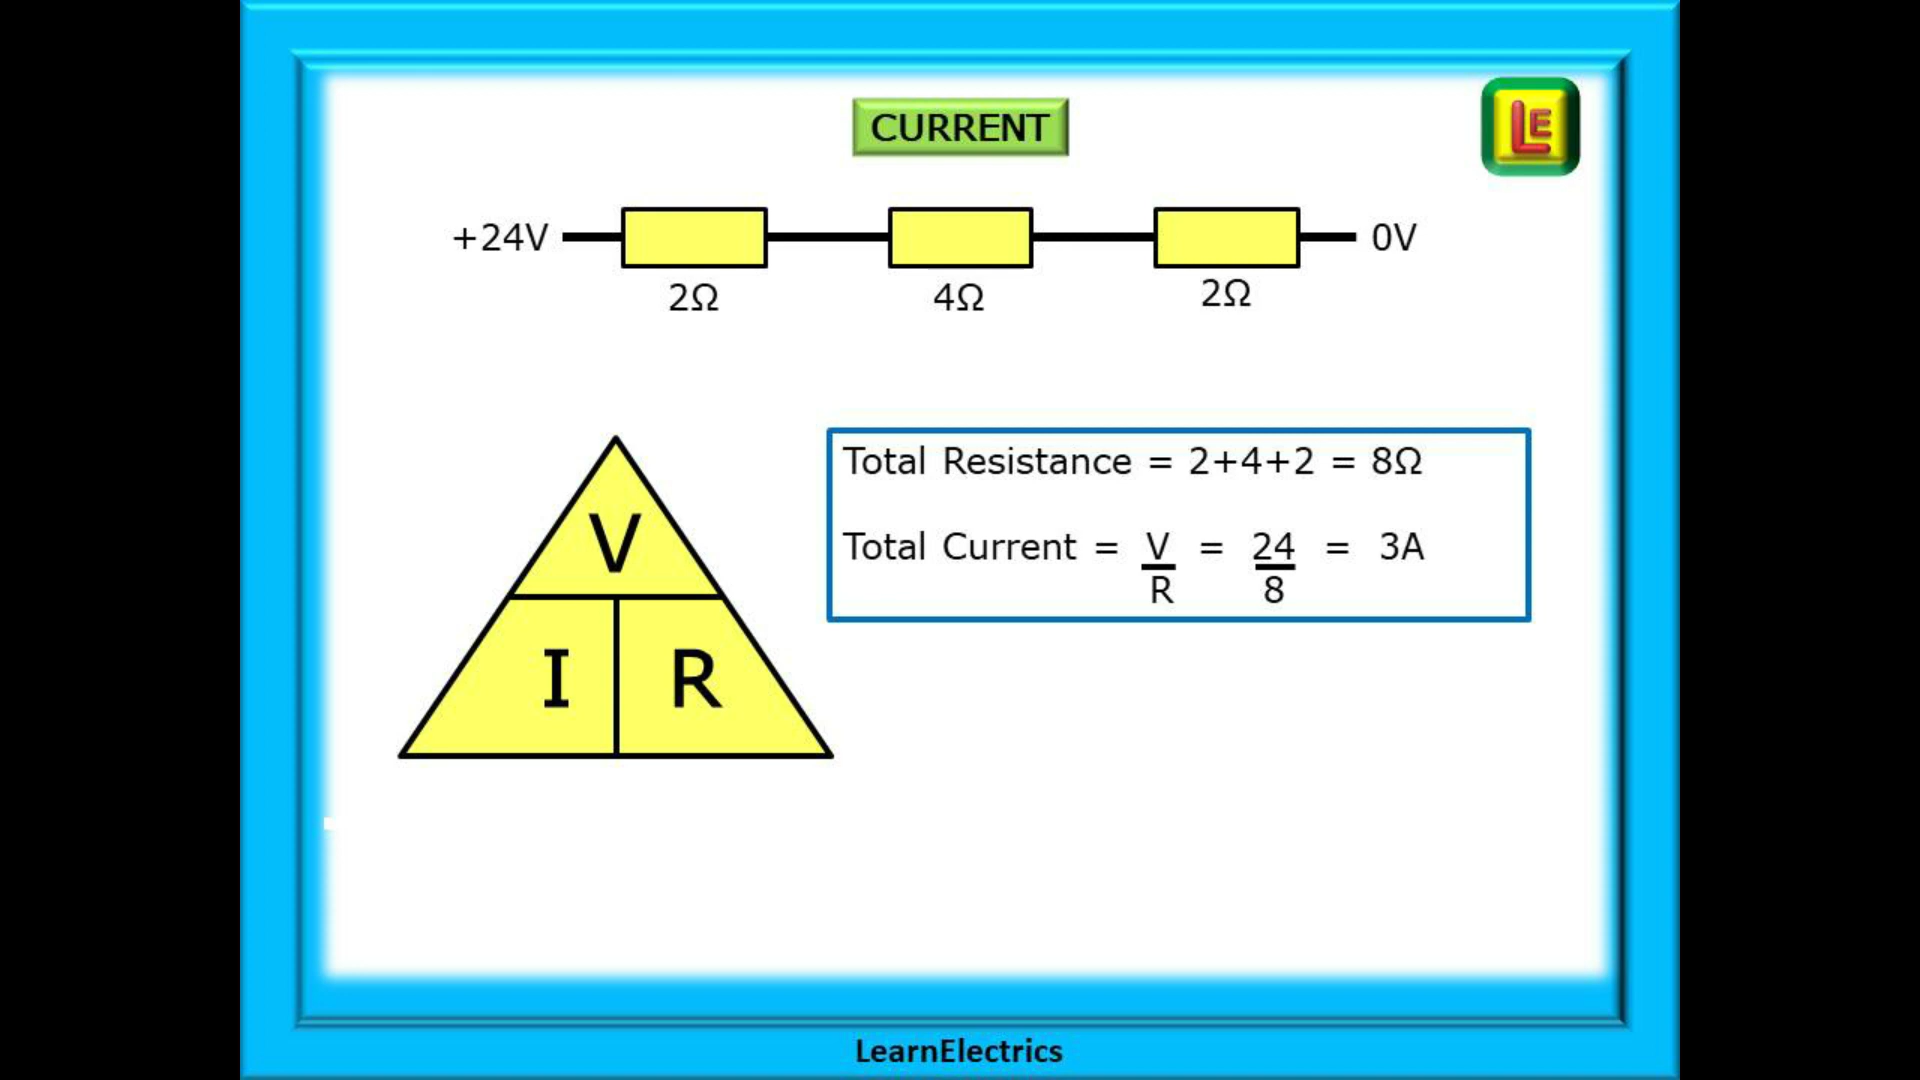 CURRENT
LE
+24V 0V
2Ω 4Ω 2Ω
Total Resistance = 2+4+2 = 8Ω
Total Current = V = 24 = 3A
R 8
V
I R
LearnElectrics